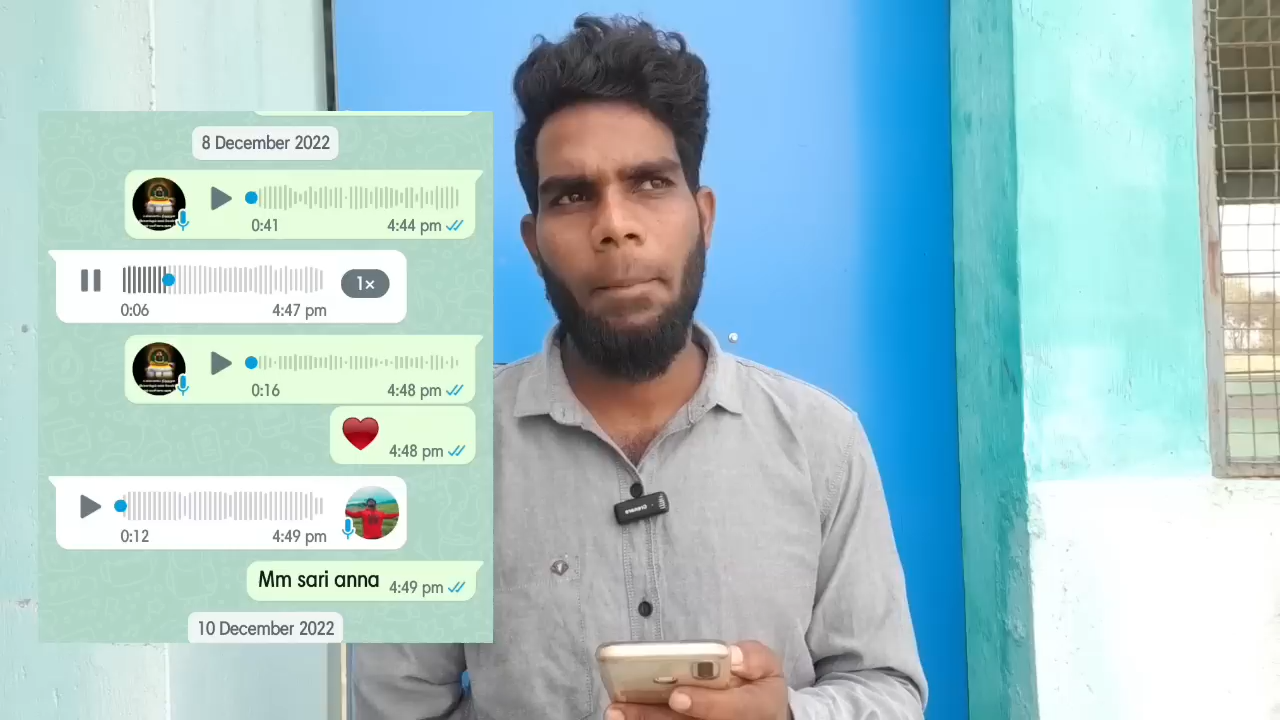 8 December 2022
0:41 4:44 pm
1×
0:06 4:47 pm
0:16 4:48 pm
4:48 pm
0:12 4:49 pm
Mm sari anna 4:49 pm
10 December 2022